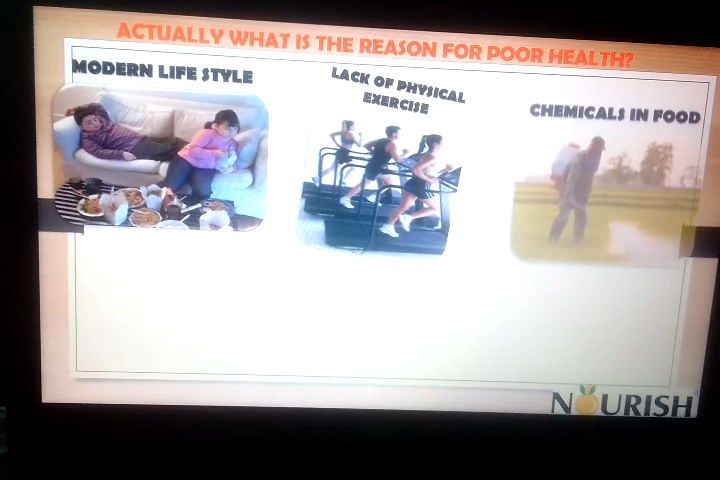 ACTUALLY WHAT IS THE REASON FOR POOR HEALTH?
MODERN LIFE STYLE
LACK OF PHYSICAL
EXERCISE
CHEMICALS IN FOOD
NOURISH